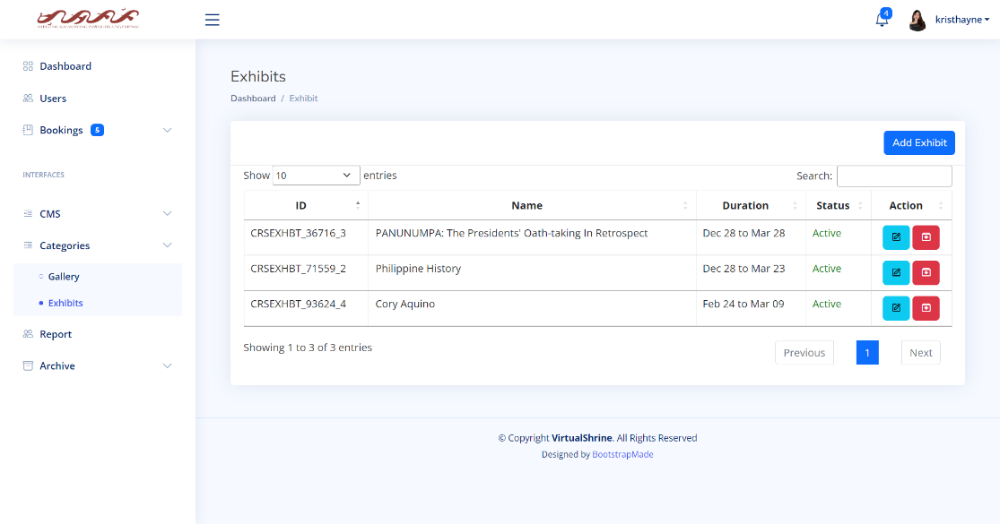 4
kristhayne
Dashboard
Users
Bookings 5
INTERFACES
CMS
Categories
Gallery
Exhibits
Report
Archive
Exhibits
Dashboard / Exhibit
Add Exhibit
Show 10 entries
Search:
ID Name Duration Status Action
CRSEXHBT_36716_3 PANUNUMPA: The Presidents' Oath-taking In Retrospect Dec 28 to Mar 28 Active
CRSEXHBT_71559_2 Philippine History Dec 28 to Mar 23 Active
CRSEXHBT_93624_4 Cory Aquino Feb 24 to Mar 09 Active
Showing 1 to 3 of 3 entries
Previous 1 Next
© Copyright VirtualShrine. All Rights Reserved
Designed by BootstrapMade